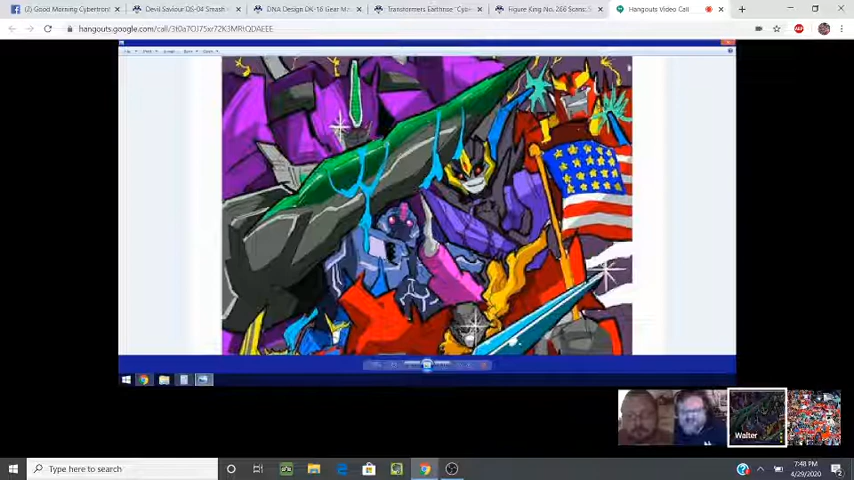 (2) Good Morning Cybertron!
Devil Saviour DS-04 Smash
DNA Design DK-16 Gear M
Transformers Earthrise "Cyb
Figure King No. 266 Scans: S
Hangouts Video Call
hangouts.google.com/call/
Walter
Type here to search
7:48 PM
4/29/2020